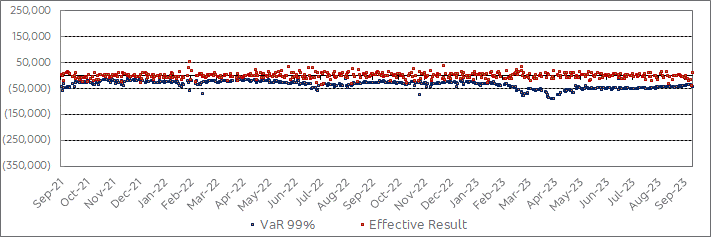 250,000
150,000
50,000
(50,000)
(150,000)
(250,000)
(350,000)
Sep-21
Oct-21
Nov-21
Dec-21
Jan-22
Feb-22
Mar-22
Apr-22
May-22
Jun-22
Jul-22
Aug-22
Sep-22
Oct-22
Nov-22
Dec-22
Jan-23
Feb-23
Mar-23
Apr-23
May-23
Jun-23
Jul-23
Aug-23
Sep-23
VaR 99%
Effective Result